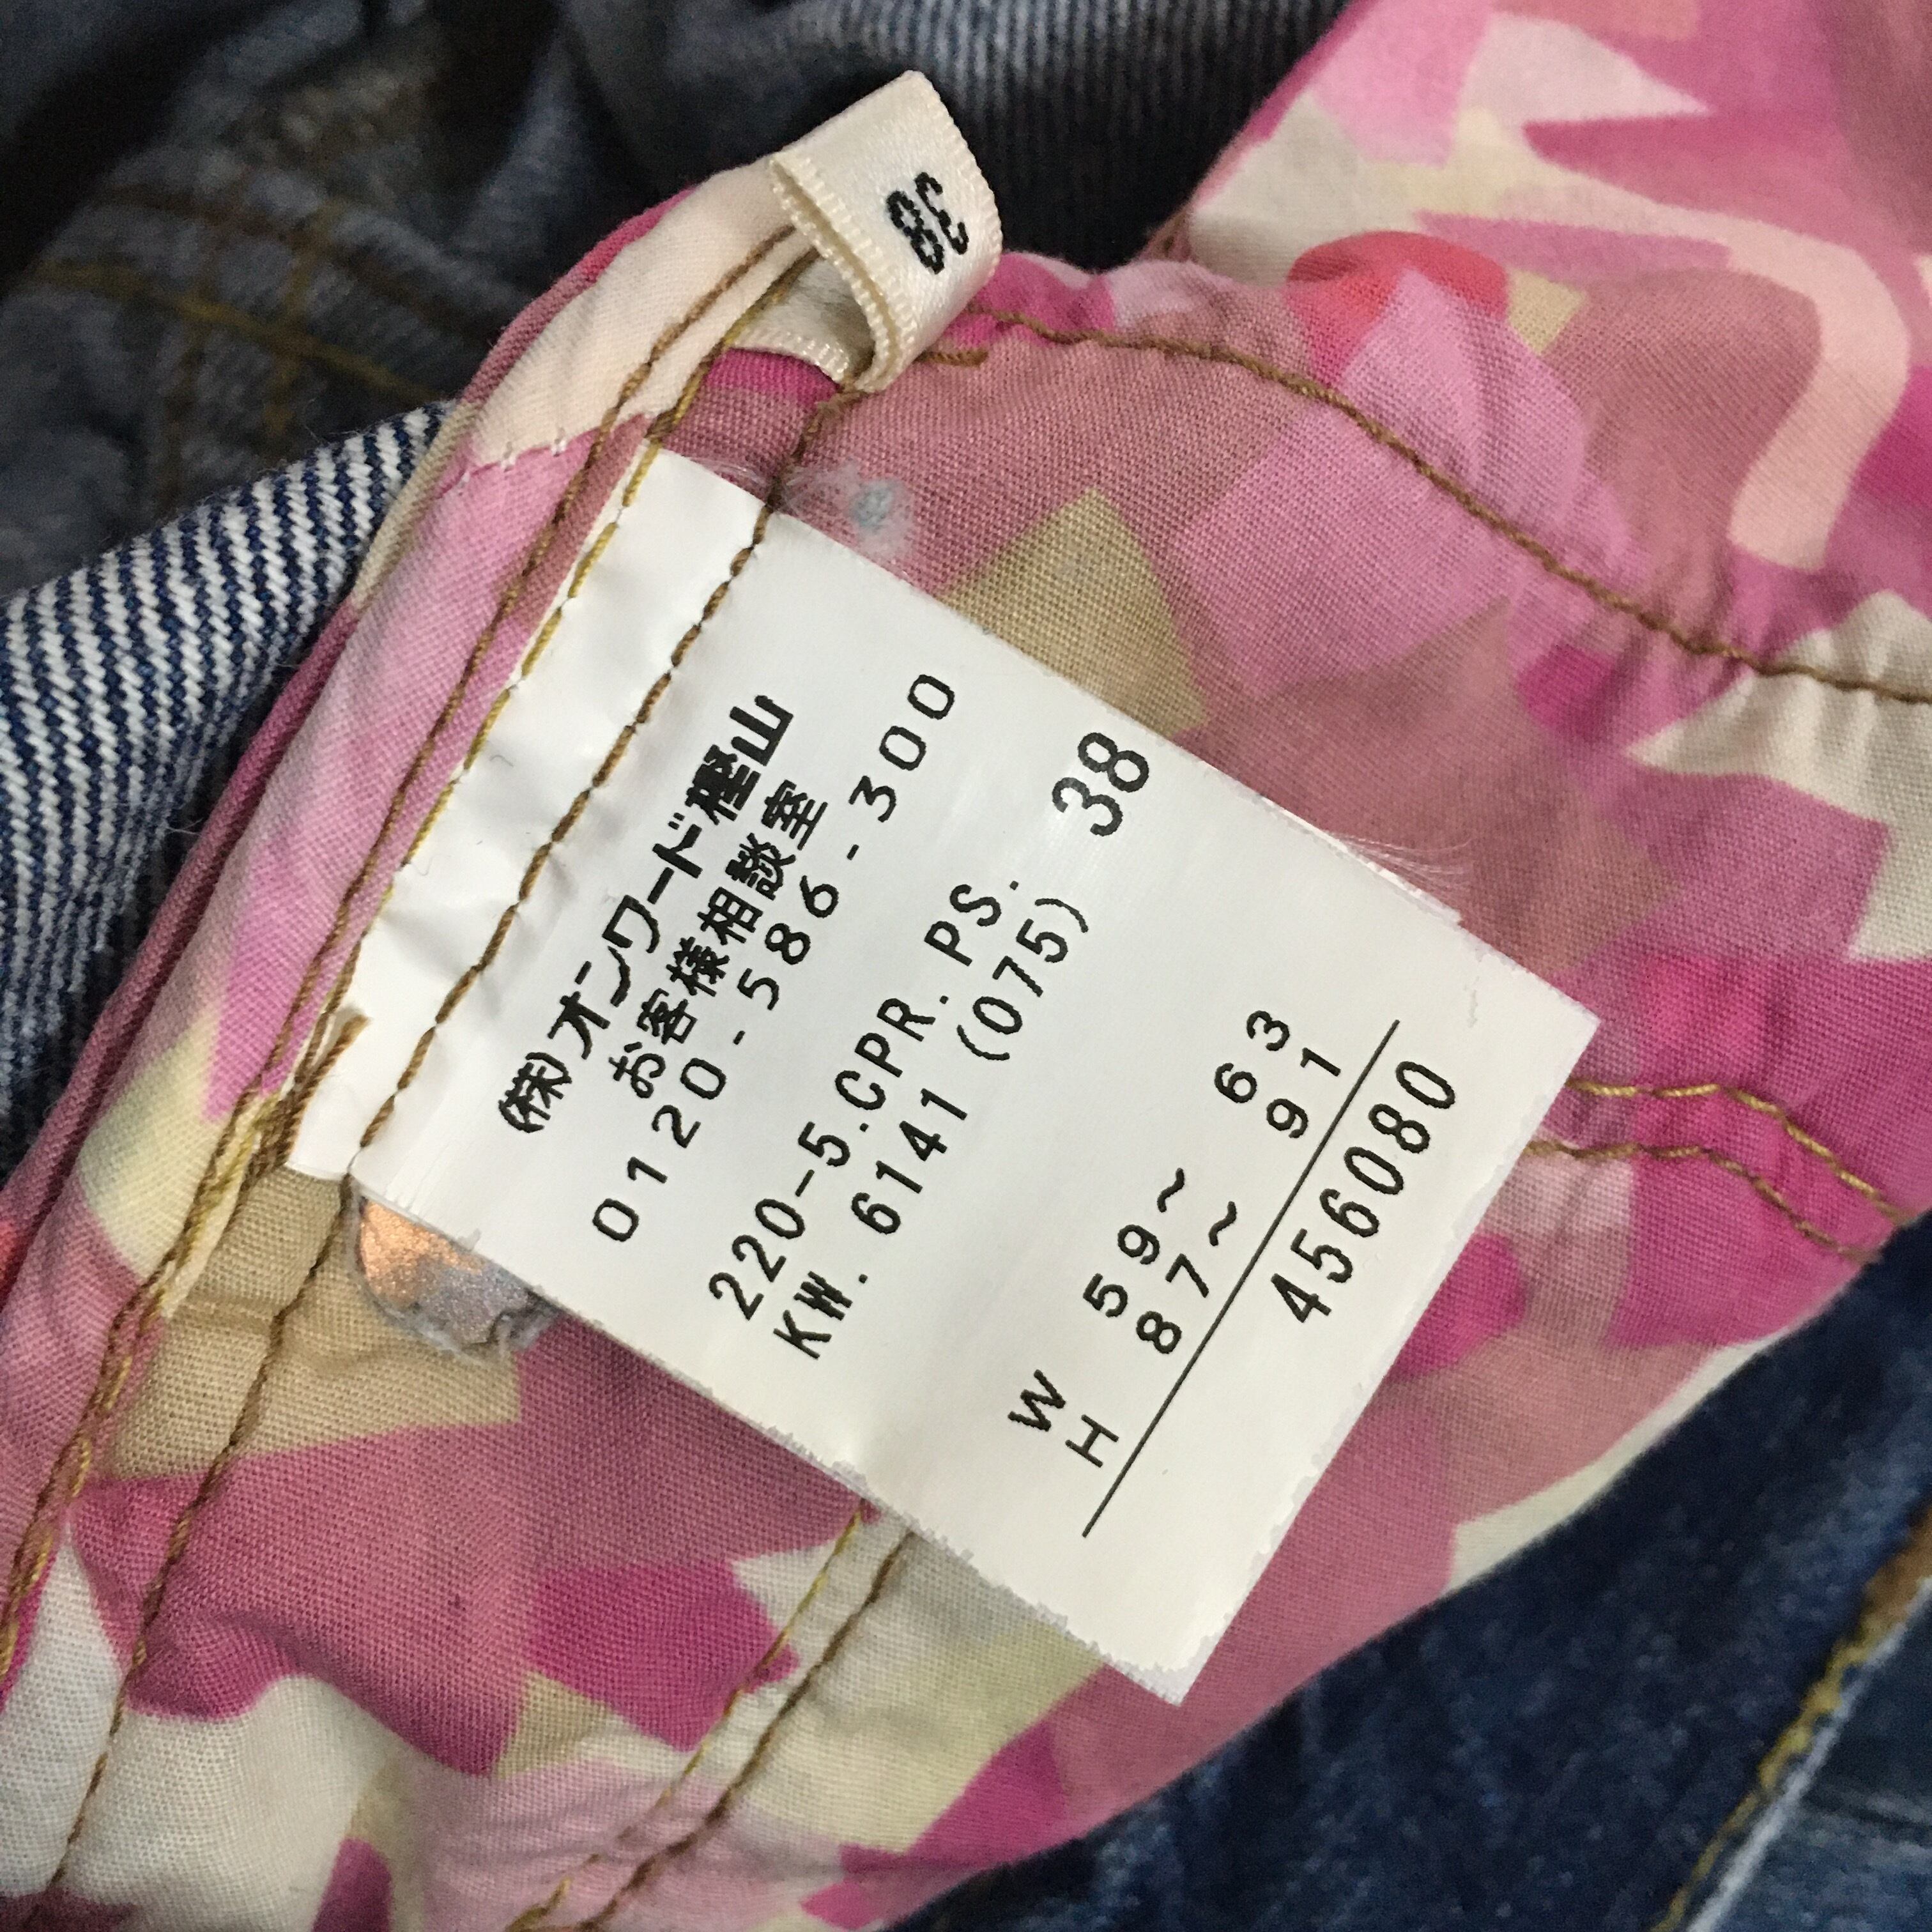 38
㈱オンワード樫山
お客様相談室
0120-586-300
38
220-5.CPR.PS.
KW. 6141 (075)
W 59~ 63
H 87~ 91
456080